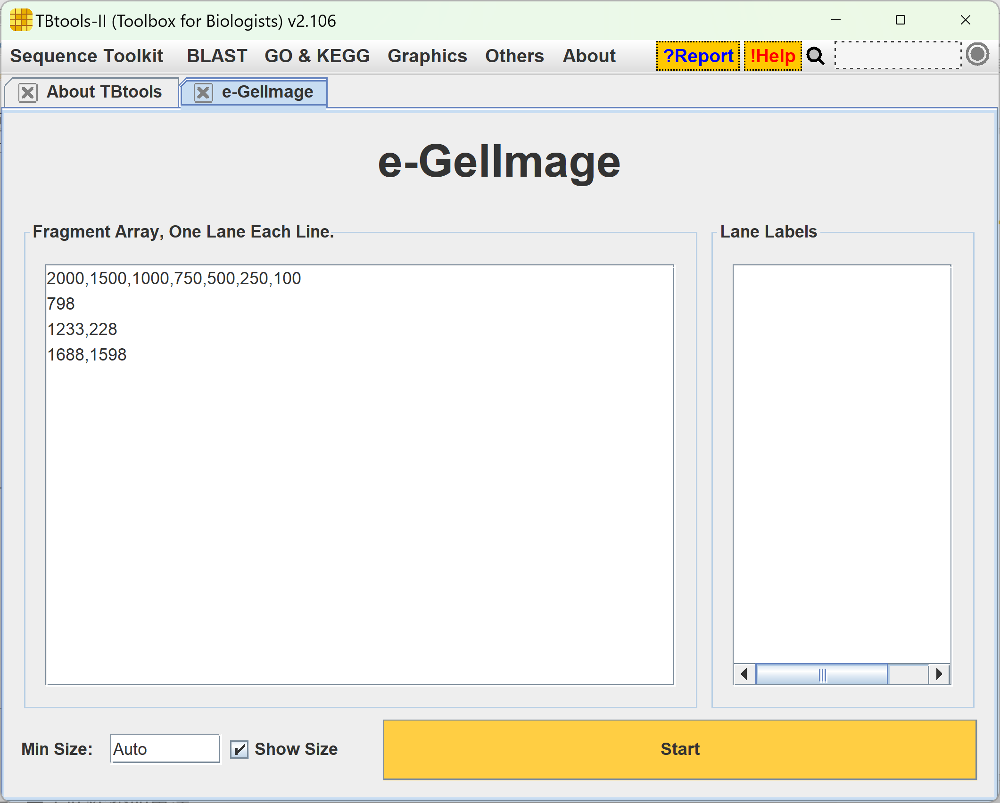 TBtools-II (Toolbox for Biologists) v2.106
Sequence Toolkit BLAST GO & KEGG Graphics Others About ?Report !Help
About TBtools e-GelImage
e-GelImage
Fragment Array, One Lane Each Line. Lane Labels
2000,1500,1000,750,500,250,100
798
1233,228
1688,1598
Min Size: Auto Show Size Start